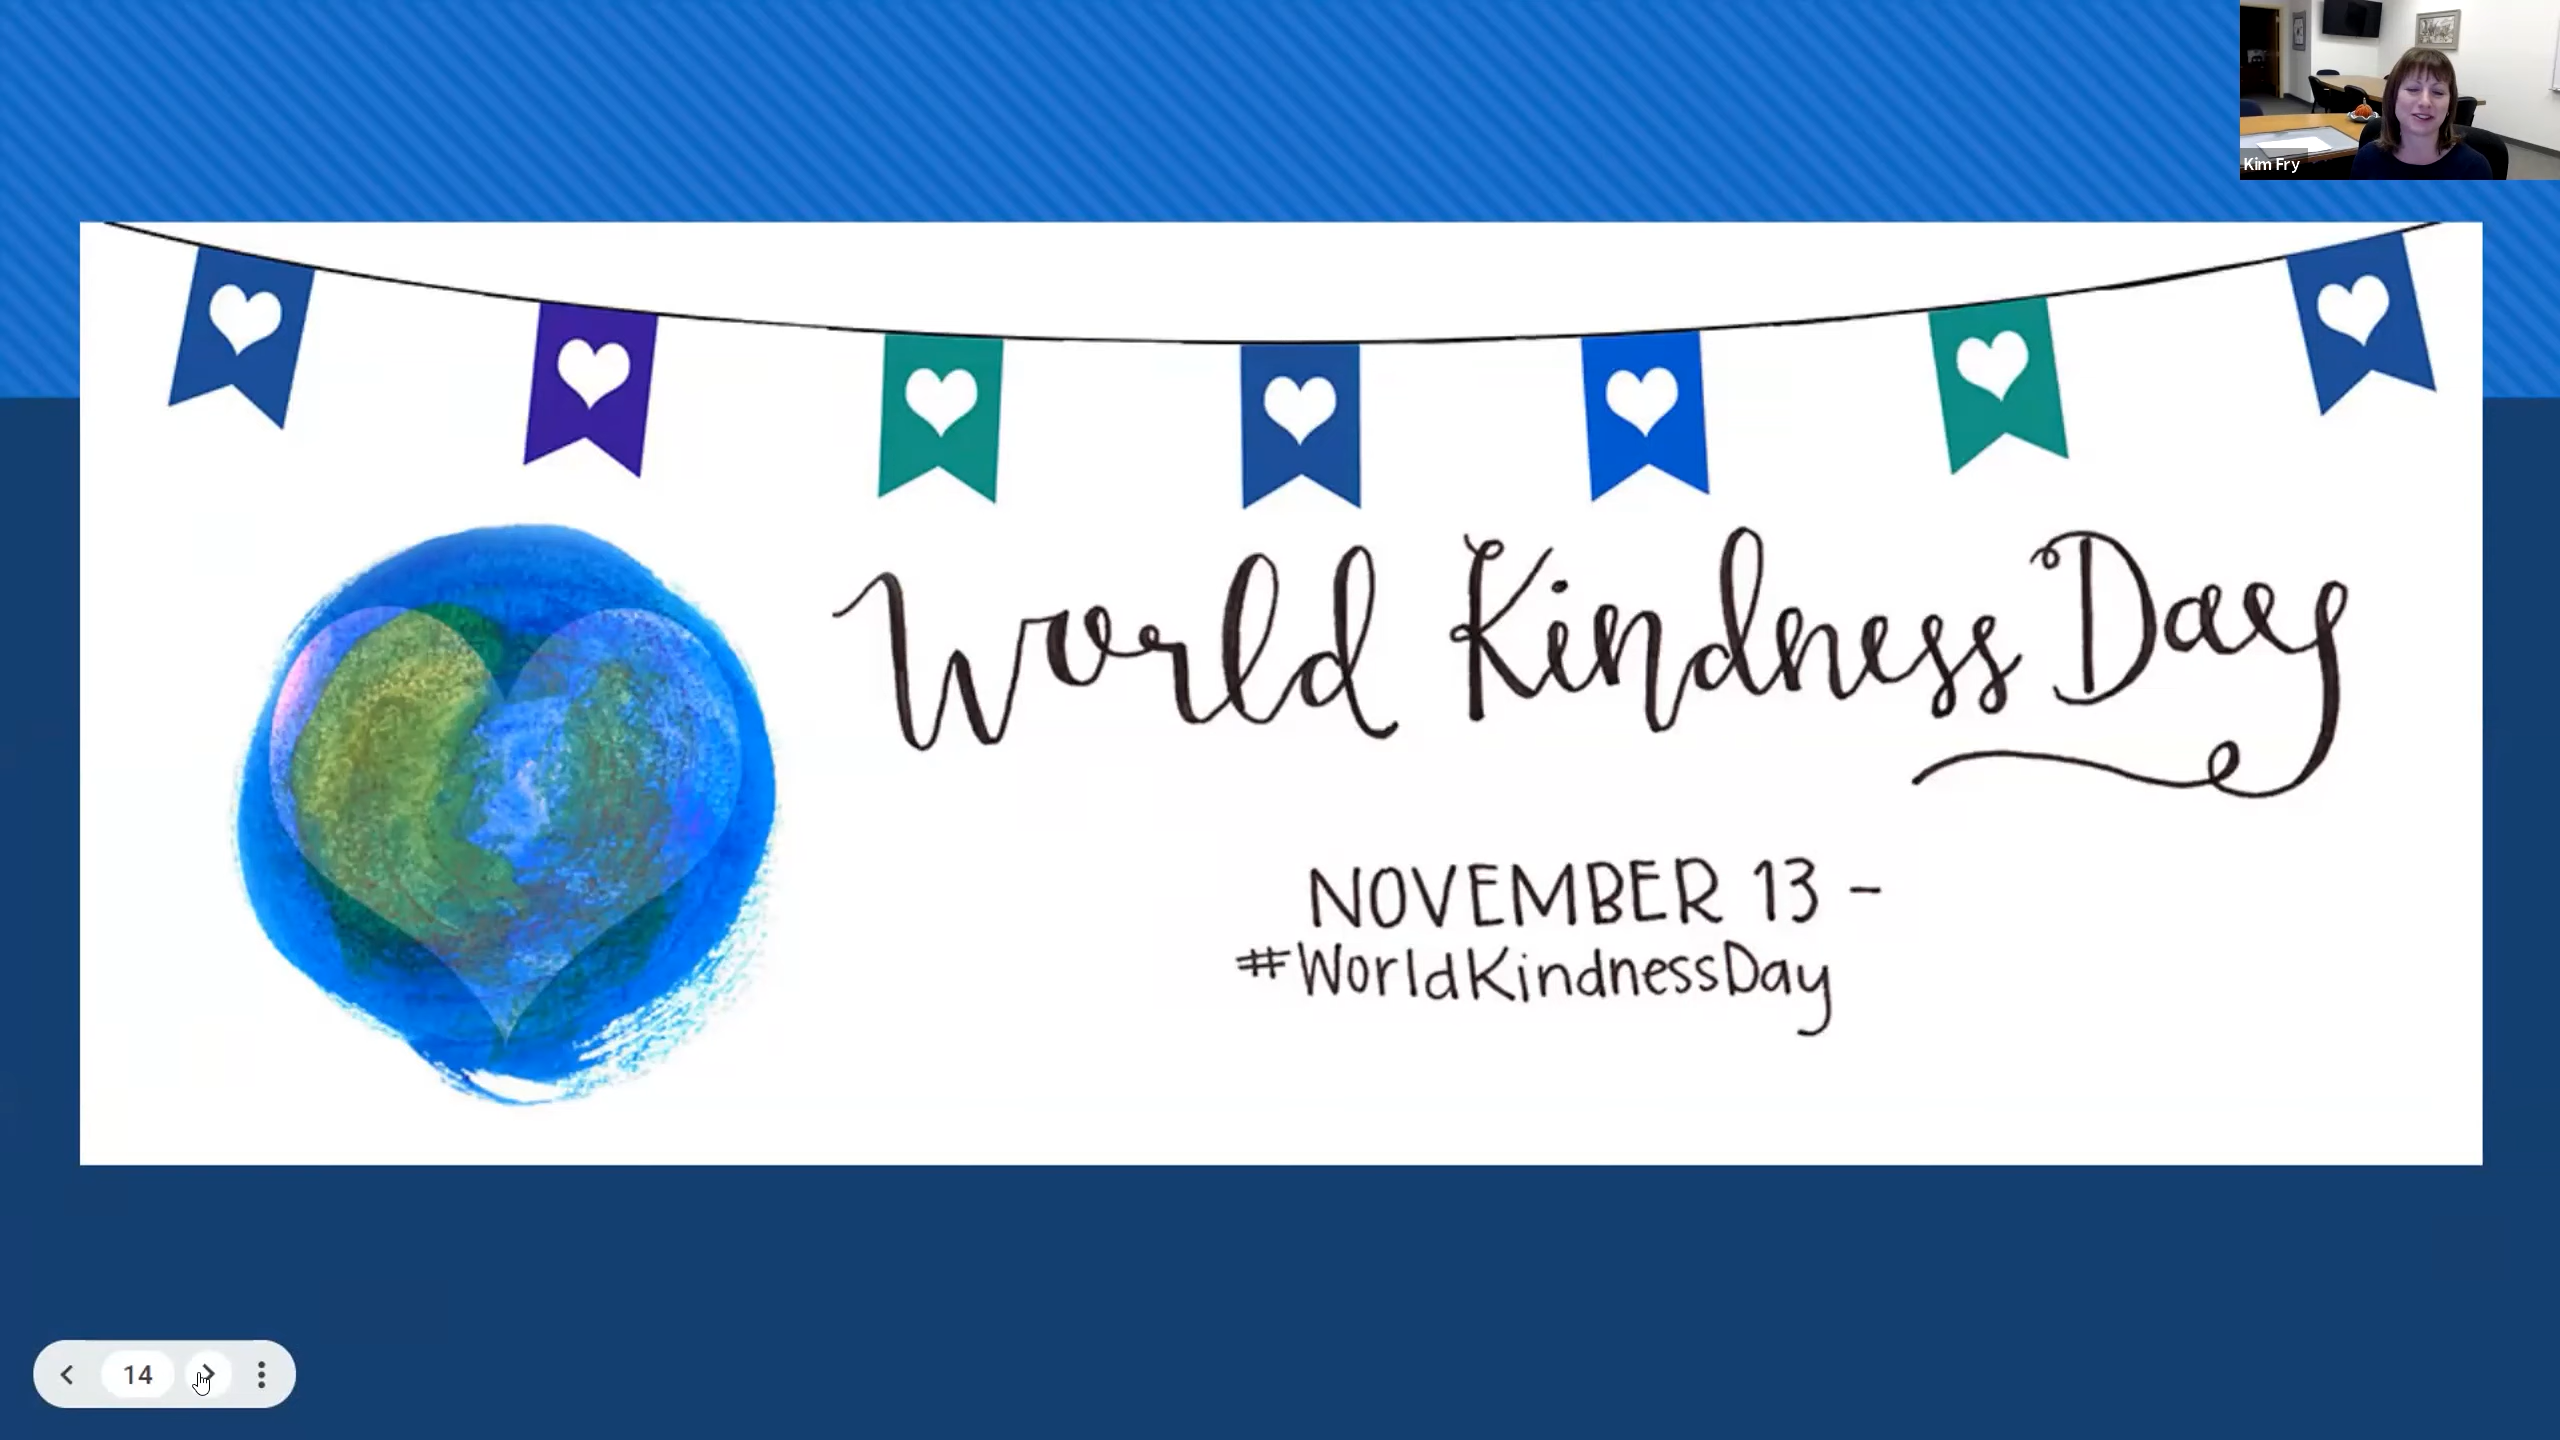 Kim Fry
World Kindness Day
NOVEMBER 13 -
#WorldKindnessDay
14